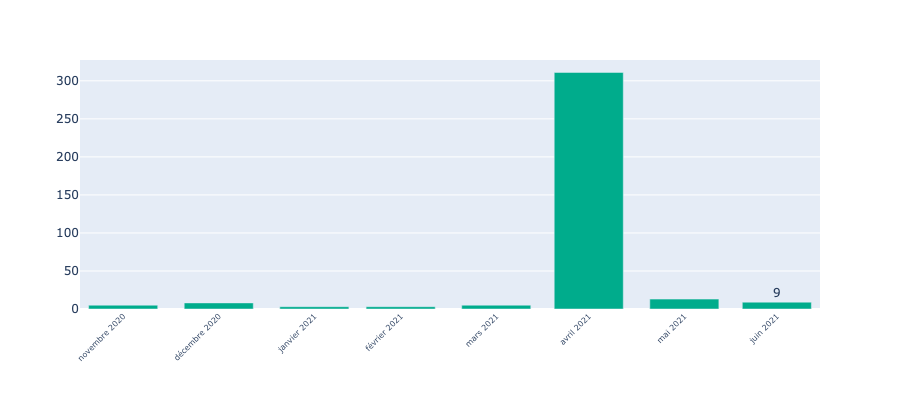 300
250
200
150
100
50
0
9
novembre 2020
décembre 2020
janvier 2021
février 2021
mars 2021
avril 2021
mai 2021
juin 2021